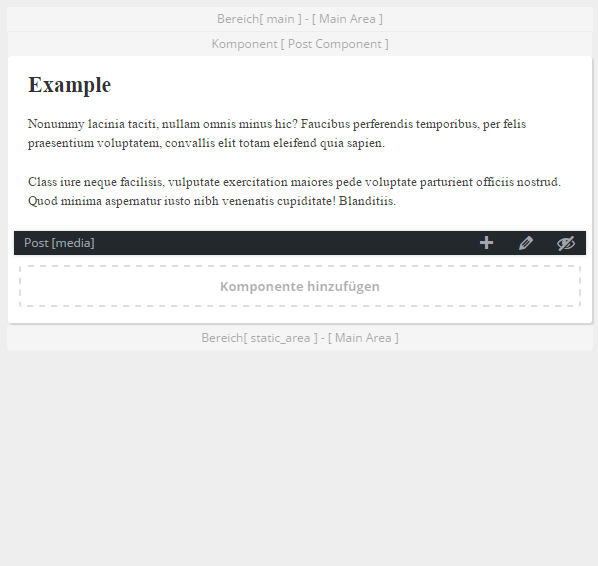 Bereich[ main ] - [ Main Area ]
Komponent [ Post Component ]
Example
Nonummy lacinia taciti, nullam omnis minus hic? Faucibus perferendis temporibus, per felis
praesentium voluptatem, convallis elit totam eleifend quia sapien.
Class iure neque facilisis, vulputate exercitation maiores pede voluptate parturient officiis nostrud.
Quod minima aspernatur iusto nibh venenatis cupiditate! Blanditiis.
Post [media]
Komponente hinzufügen
Bereich[ static_area ] - [ Main Area ]